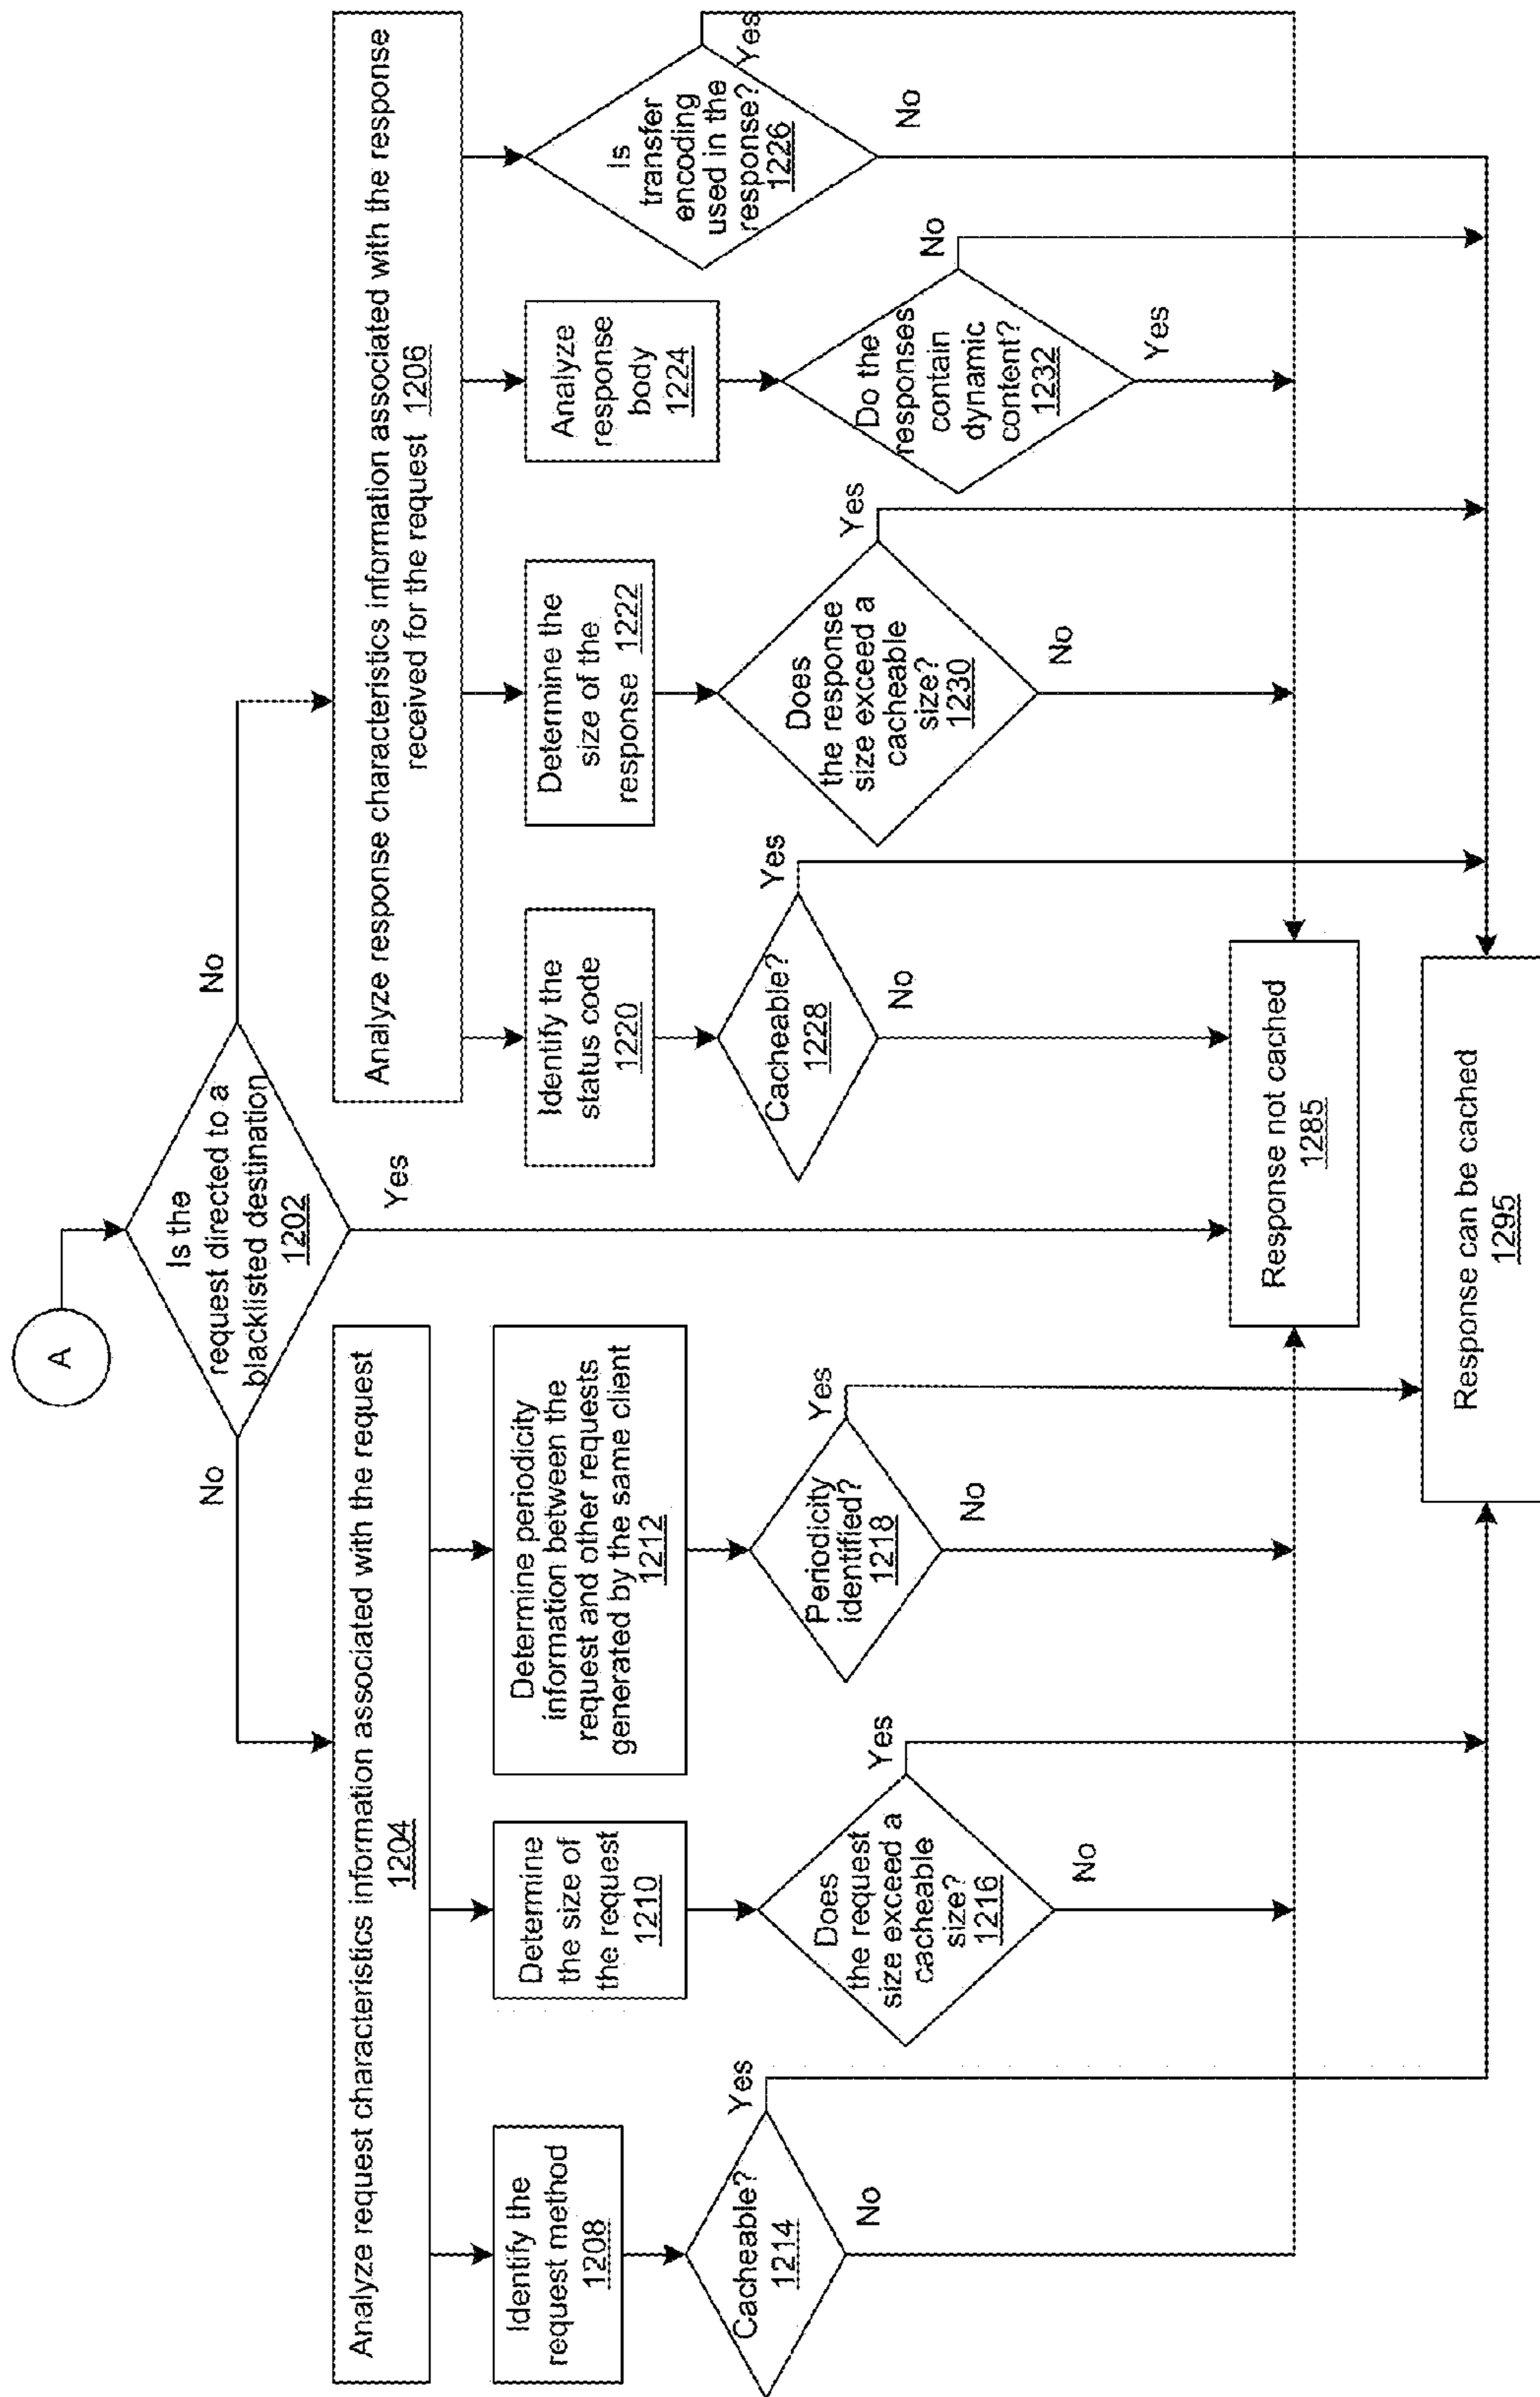 A
Is the
request directed to a
blacklisted destination
1202
No
No
Yes
Analyze request characteristics information associated with the request
1204
Analyze response characteristics information associated with the response
received for the request 1206
Identify the
request method
1208
Determine
the size of
the request
1210
Determine periodicity
information between the
request and other requests
generated by the same client
1212
Identify the
status code
1220
Determine the
size of the
response 1222
Analyze
response
body
1224
Is
transfer
encoding
used in the
response?
1226
Yes
No
Cacheable?
1214
Yes
No
Does
the request
size exceed a
cacheable
size?
1216
Yes
No
Periodicity
identified?
1218
Yes
No
Cacheable?
1228
Yes
No
Does
the response
size exceed a
cacheable
size?
1230
Yes
No
Do the
responses
contain
dynamic
content?
1232
No
Yes
Response not cached
1285
Response can be cached
1295